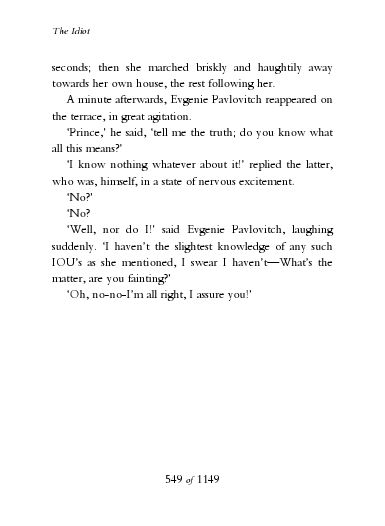 The Idiot
seconds; then she marched briskly and haughtily away
towards her own house, the rest following her.
A minute afterwards, Evgenie Pavlovitch reappeared on
the terrace, in great agitation.
‘Prince,’ he said, ‘tell me the truth; do you know what
all this means?’
‘I know nothing whatever about it!’ replied the latter,
who was, himself, in a state of nervous excitement.
‘No?’
‘No?
‘Well, nor do I!’ said Evgenie Pavlovitch, laughing
suddenly. ‘I haven’t the slightest knowledge of any such
IOU’s as she mentioned, I swear I haven’t—What’s the
matter, are you fainting?’
‘Oh, no-no-I’m all right, I assure you!’
549 of 1149